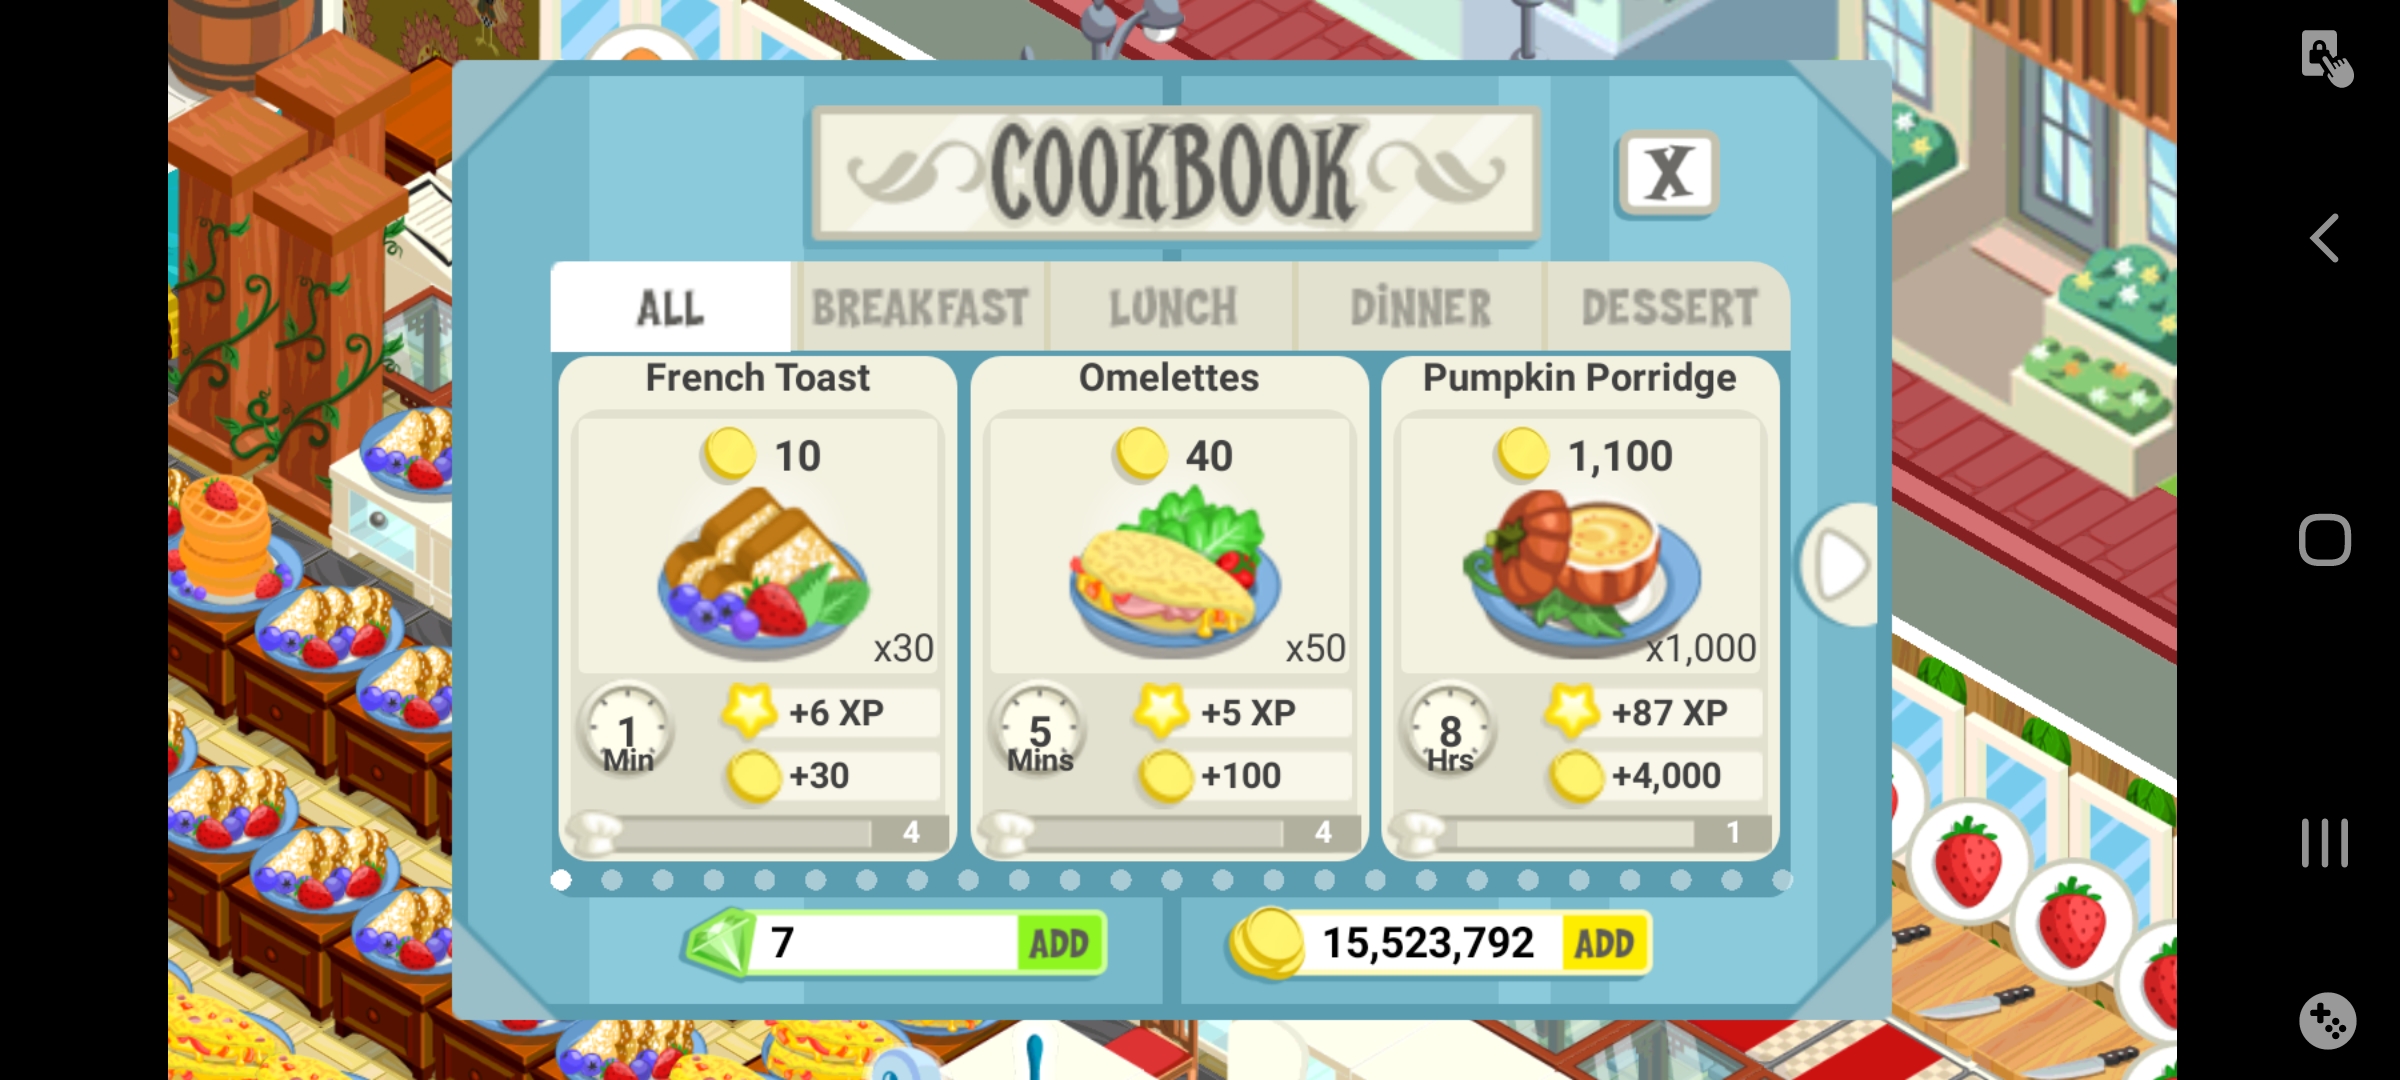 COOKBOOK
X
ALL BREAKFAST LUNCH DINNER DESSERT
French Toast
10
x30
1 Min
+6 XP
+30
4
Omelettes
40
x50
5 Mins
+5 XP
+100
4
Pumpkin Porridge
1,100
x1,000
8 Hrs
+87 XP
+4,000
1
7 ADD
15,523,792 ADD